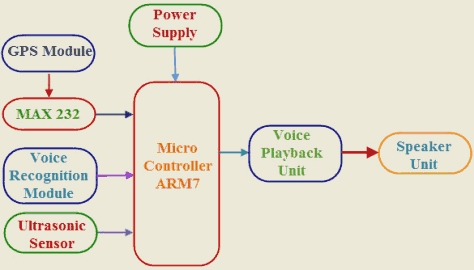 Power
Supply
GPS Module
MAX 232
Voice
Recognition
Module
Ultrasonic
Sensor
Micro
Controller
ARM7
Voice
Playback
Unit
Speaker
Unit